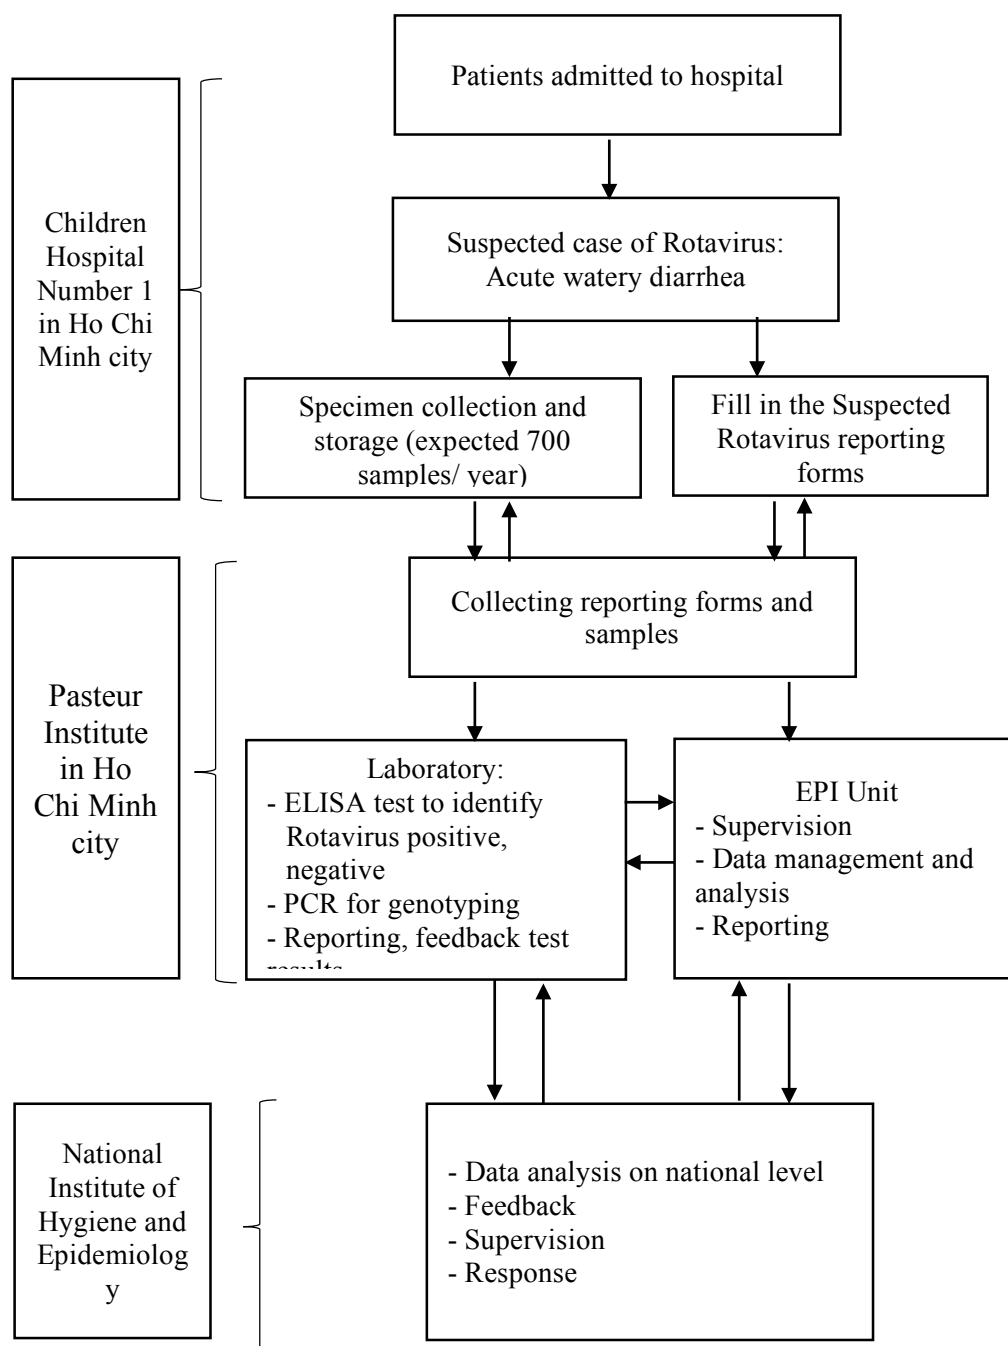 Patients admitted to hospital
Children
Hospital
Number 1
in Ho Chi
Minh city
Suspected case of Rotavirus:
Acute watery diarrhea
Specimen collection and
storage (expected 700
samples/ year)
Fill in the Suspected
Rotavirus reporting
forms
Collecting reporting forms and
samples
Pasteur
Institute
in Ho
Chi Minh
city
Laboratory:
- ELISA test to identify
Rotavirus positive,
negative
- PCR for genotyping
- Reporting, feedback test
results
EPI Unit
- Supervision
- Data management and
analysis
- Reporting
National
Institute of
Hygiene and
Epidemiolog
y
- Data analysis on national level
- Feedback
- Supervision
- Response